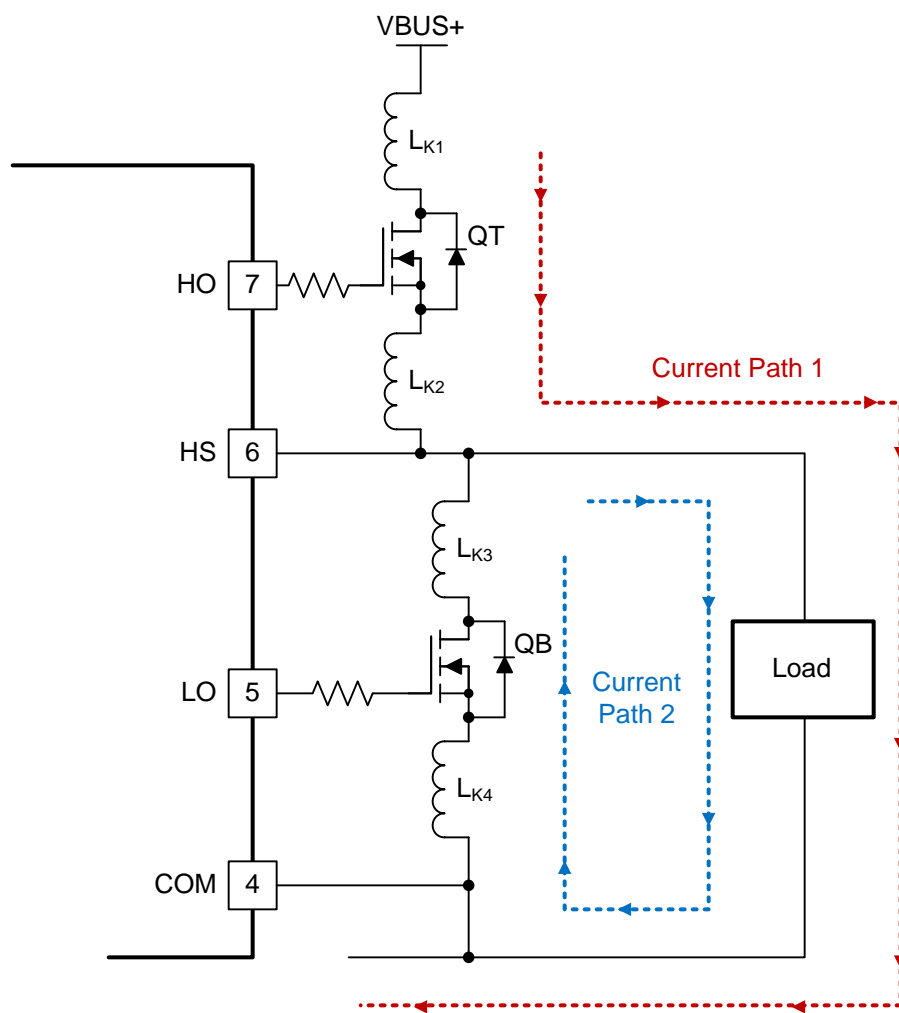 VBUS+
LK1
QT
HO 7
Current Path 1
LK2
HS 6
LK3
QB
LO 5
Load
Current
Path 2
LK4
COM 4